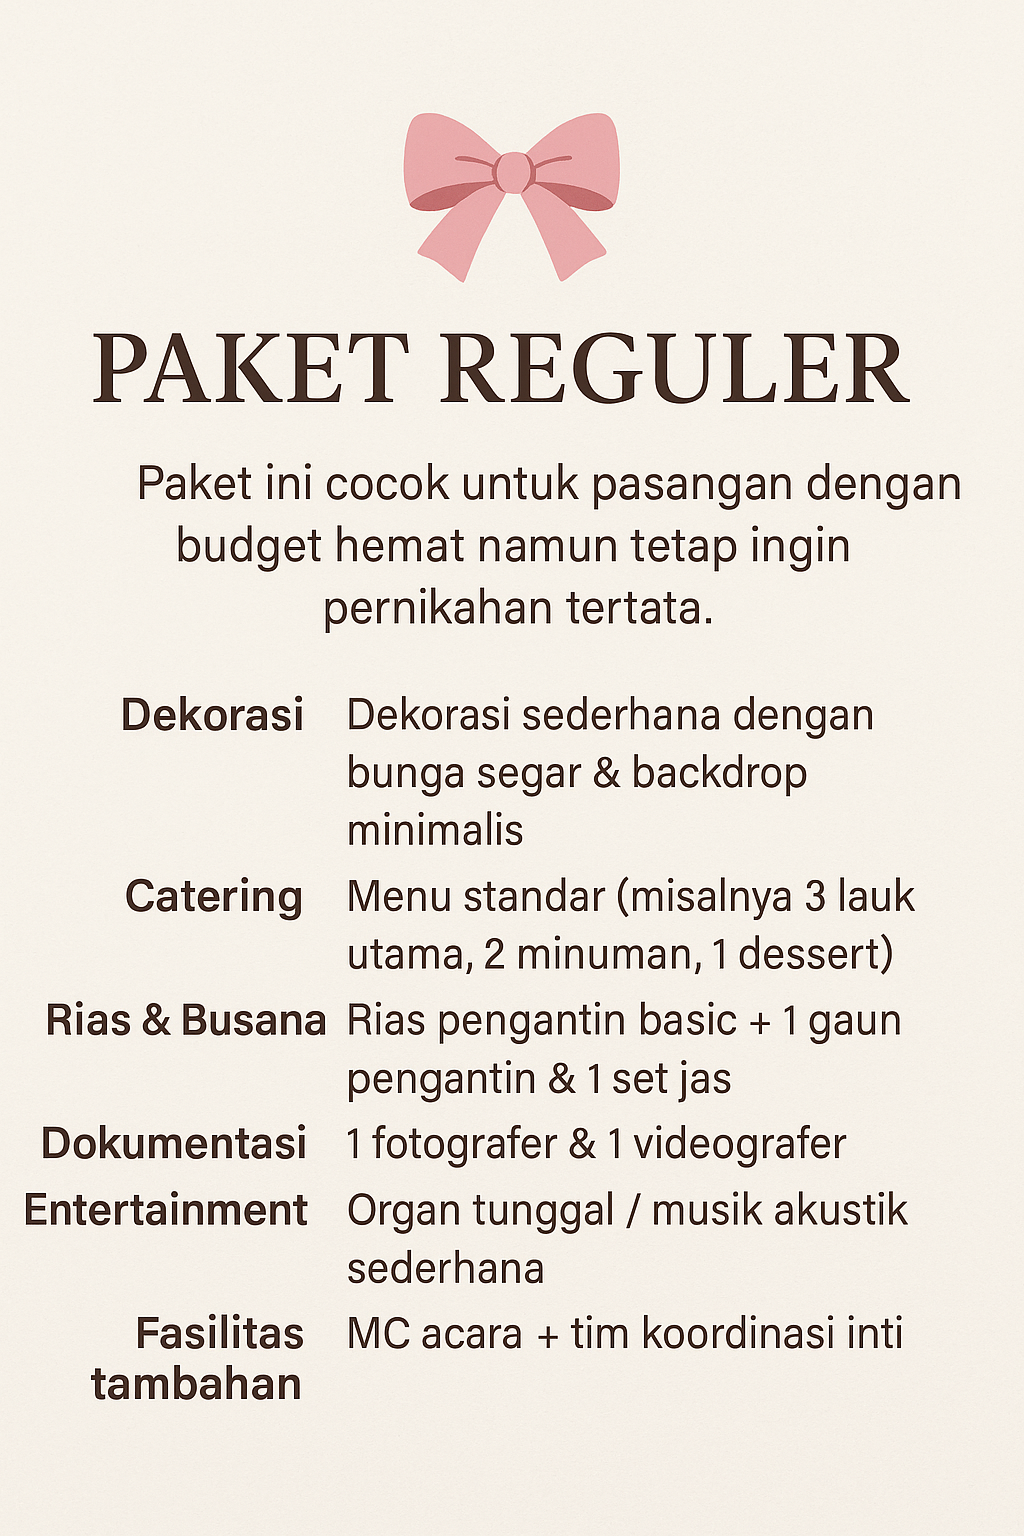 PAKET REGULER
Paket ini cocok untuk pasangan dengan
budget hemat namun tetap ingin
pernikahan tertata.
Dekorasi Dekorasi sederhana dengan
bunga segar & backdrop
minimalis
Catering Menu standar (misalnya 3 lauk
utama, 2 minuman, 1 dessert)
Rias & Busana Rias pengantin basic + 1 gaun
pengantin & 1 set jas
Dokumentasi 1 fotografer & 1 videografer
Entertainment Organ tunggal / musik akustik
sederhana
Fasilitas MC acara + tim koordinasi inti
tambahan